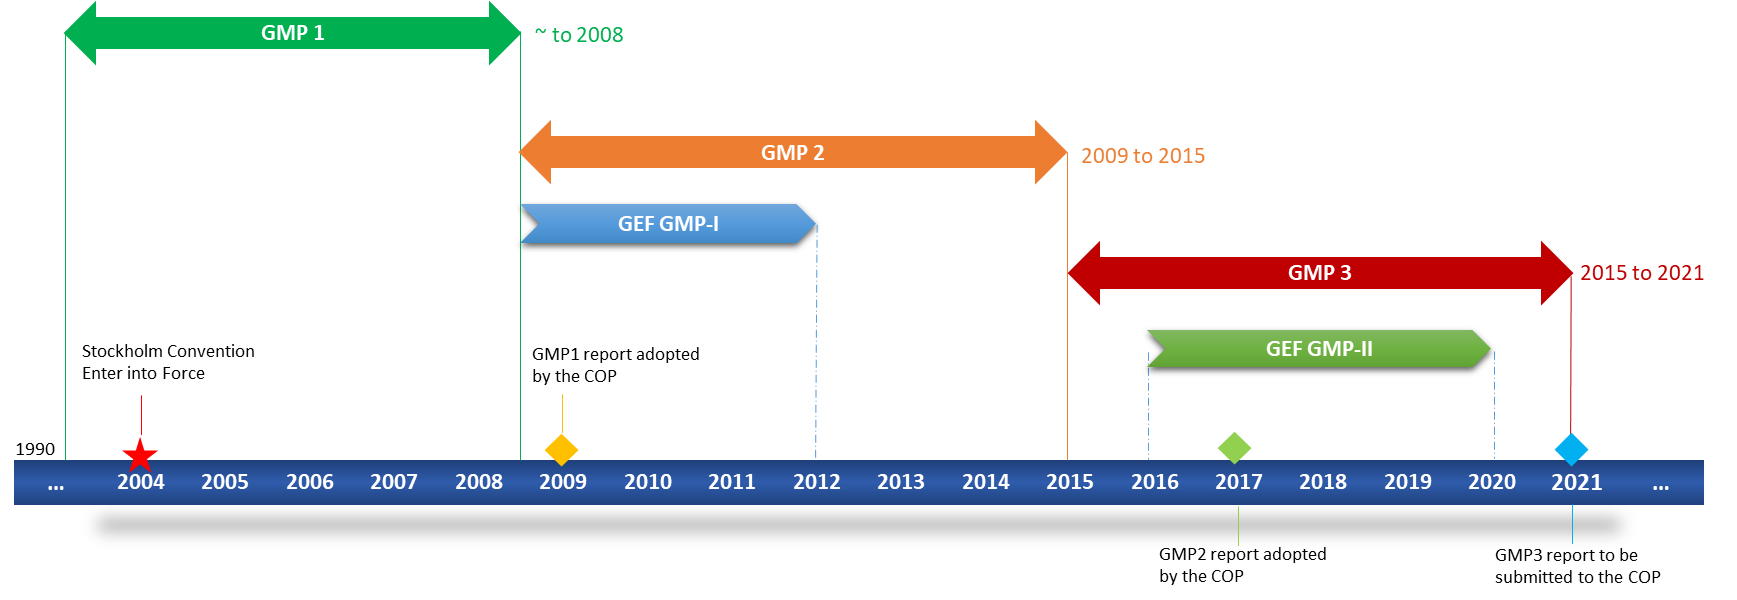 GMP 1
~ to 2008
GMP 2
2009 to 2015
GEF GMP-I
GMP 3
2015 to 2021
GEF GMP-II
Stockholm Convention
Enter into Force
GMP1 report adopted
by the COP
1990
... 2004 2005 2006 2007 2008 2009 2010 2011 2012 2013 2014 2015 2016 2017 2018 2019 2020 2021 ...
GMP2 report adopted
by the COP
GMP3 report to be
submitted to the COP